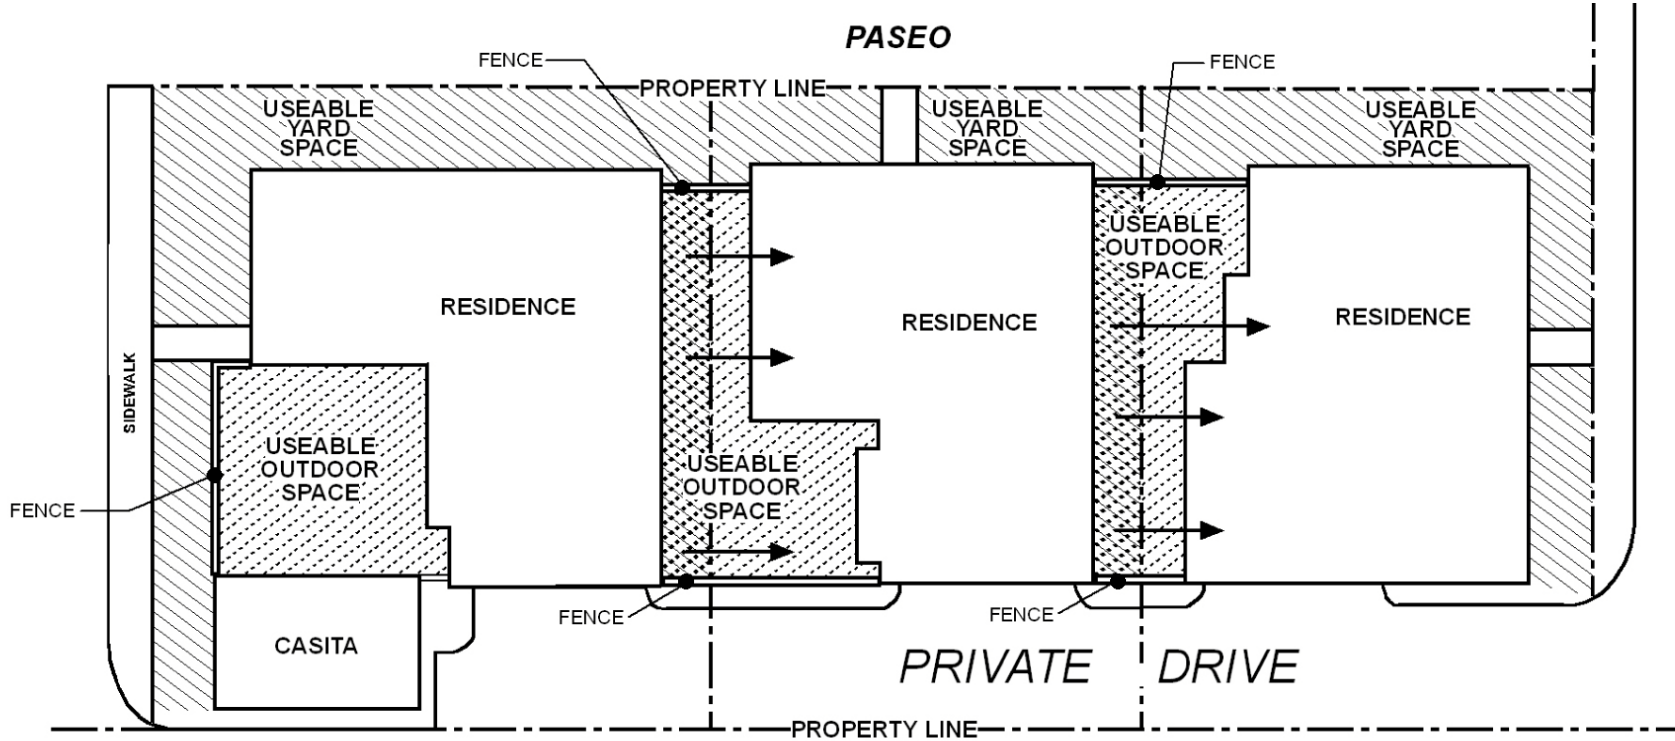 PASEO
FENCE
FENCE
PROPERTY LINE
USEABLE
YARD
SPACE
USEABLE
YARD
SPACE
USEABLE
YARD
SPACE
USEABLE
OUTDOOR
SPACE
RESIDENCE
RESIDENCE
RESIDENCE
SIDEWALK
USEABLE
OUTDOOR
SPACE
USEABLE
OUTDOOR
SPACE
FENCE
FENCE
FENCE
CASITA
PRIVATE DRIVE
PROPERTY LINE